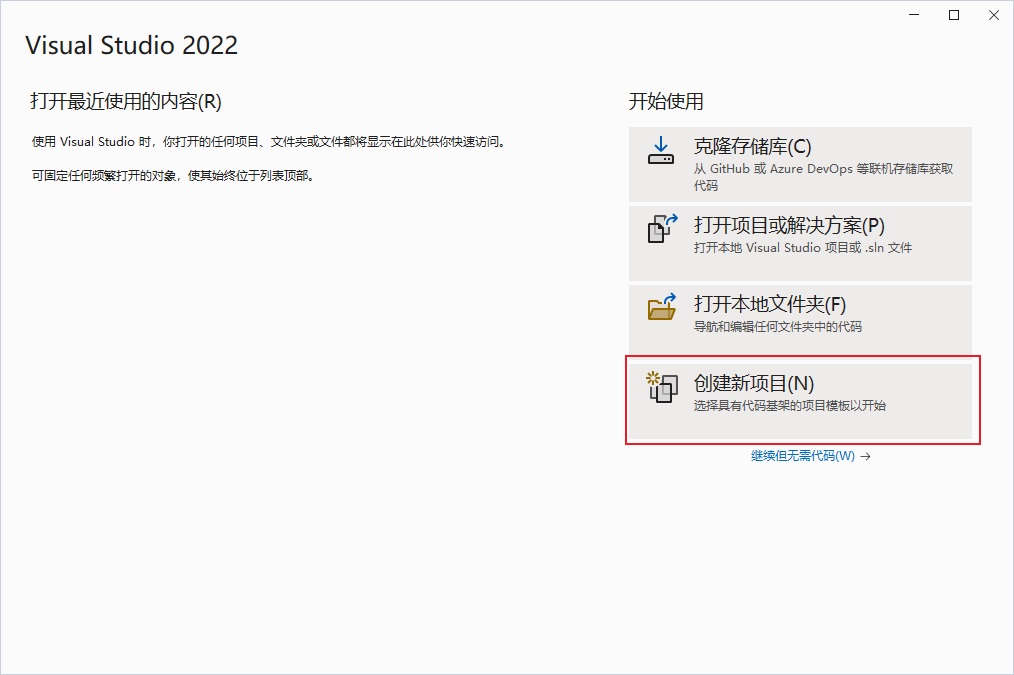 Visual Studio 2022
打开最近使用的内容(R)
使用 Visual Studio 时，你打开的任何项目、文件夹或文件都将显示在此处供你快速访问。
可固定任何频繁打开的对象，使其始终位于列表顶部。
开始使用
克隆存储库(C)
从 GitHub 或 Azure DevOps 等联机存储库获取
代码
打开项目或解决方案(P)
打开本地 Visual Studio 项目或 .sln 文件
打开本地文件夹(F)
导航和编辑任何文件夹中的代码
创建新项目(N)
选择具有代码基架的项目模板以开始
继续但无需代码(W) →